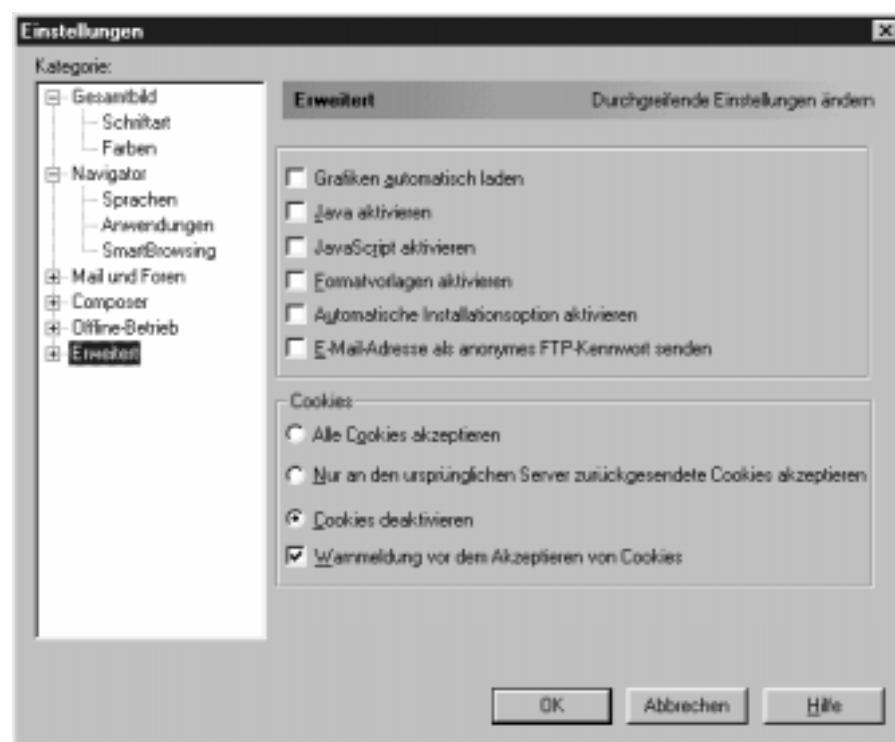 Einstellungen
Kategorie:
Gesamtbild
Schriftart
Farben
Navigator
Sprachen
Anwendungen
SmartBrowsing
Mail und Foren
Composer
Offline-Betrieb
Erweitert
Erweitert Durchgreifende Einstellungen ändern
Grafiken automatisch laden
Java aktivieren
JavaScript aktivieren
Formatvorlagen aktivieren
Automatische Installationsoption aktivieren
E-Mail-Adresse als anonymes FTP-Kennwort senden
Cookies
Alle Cookies akzeptieren
Nur an den ursprünglichen Server zurückgesendete Cookies akzeptieren
Cookies deaktivieren
Warnmeldung vor dem Akzeptieren von Cookies
OK Abbrechen Hilfe